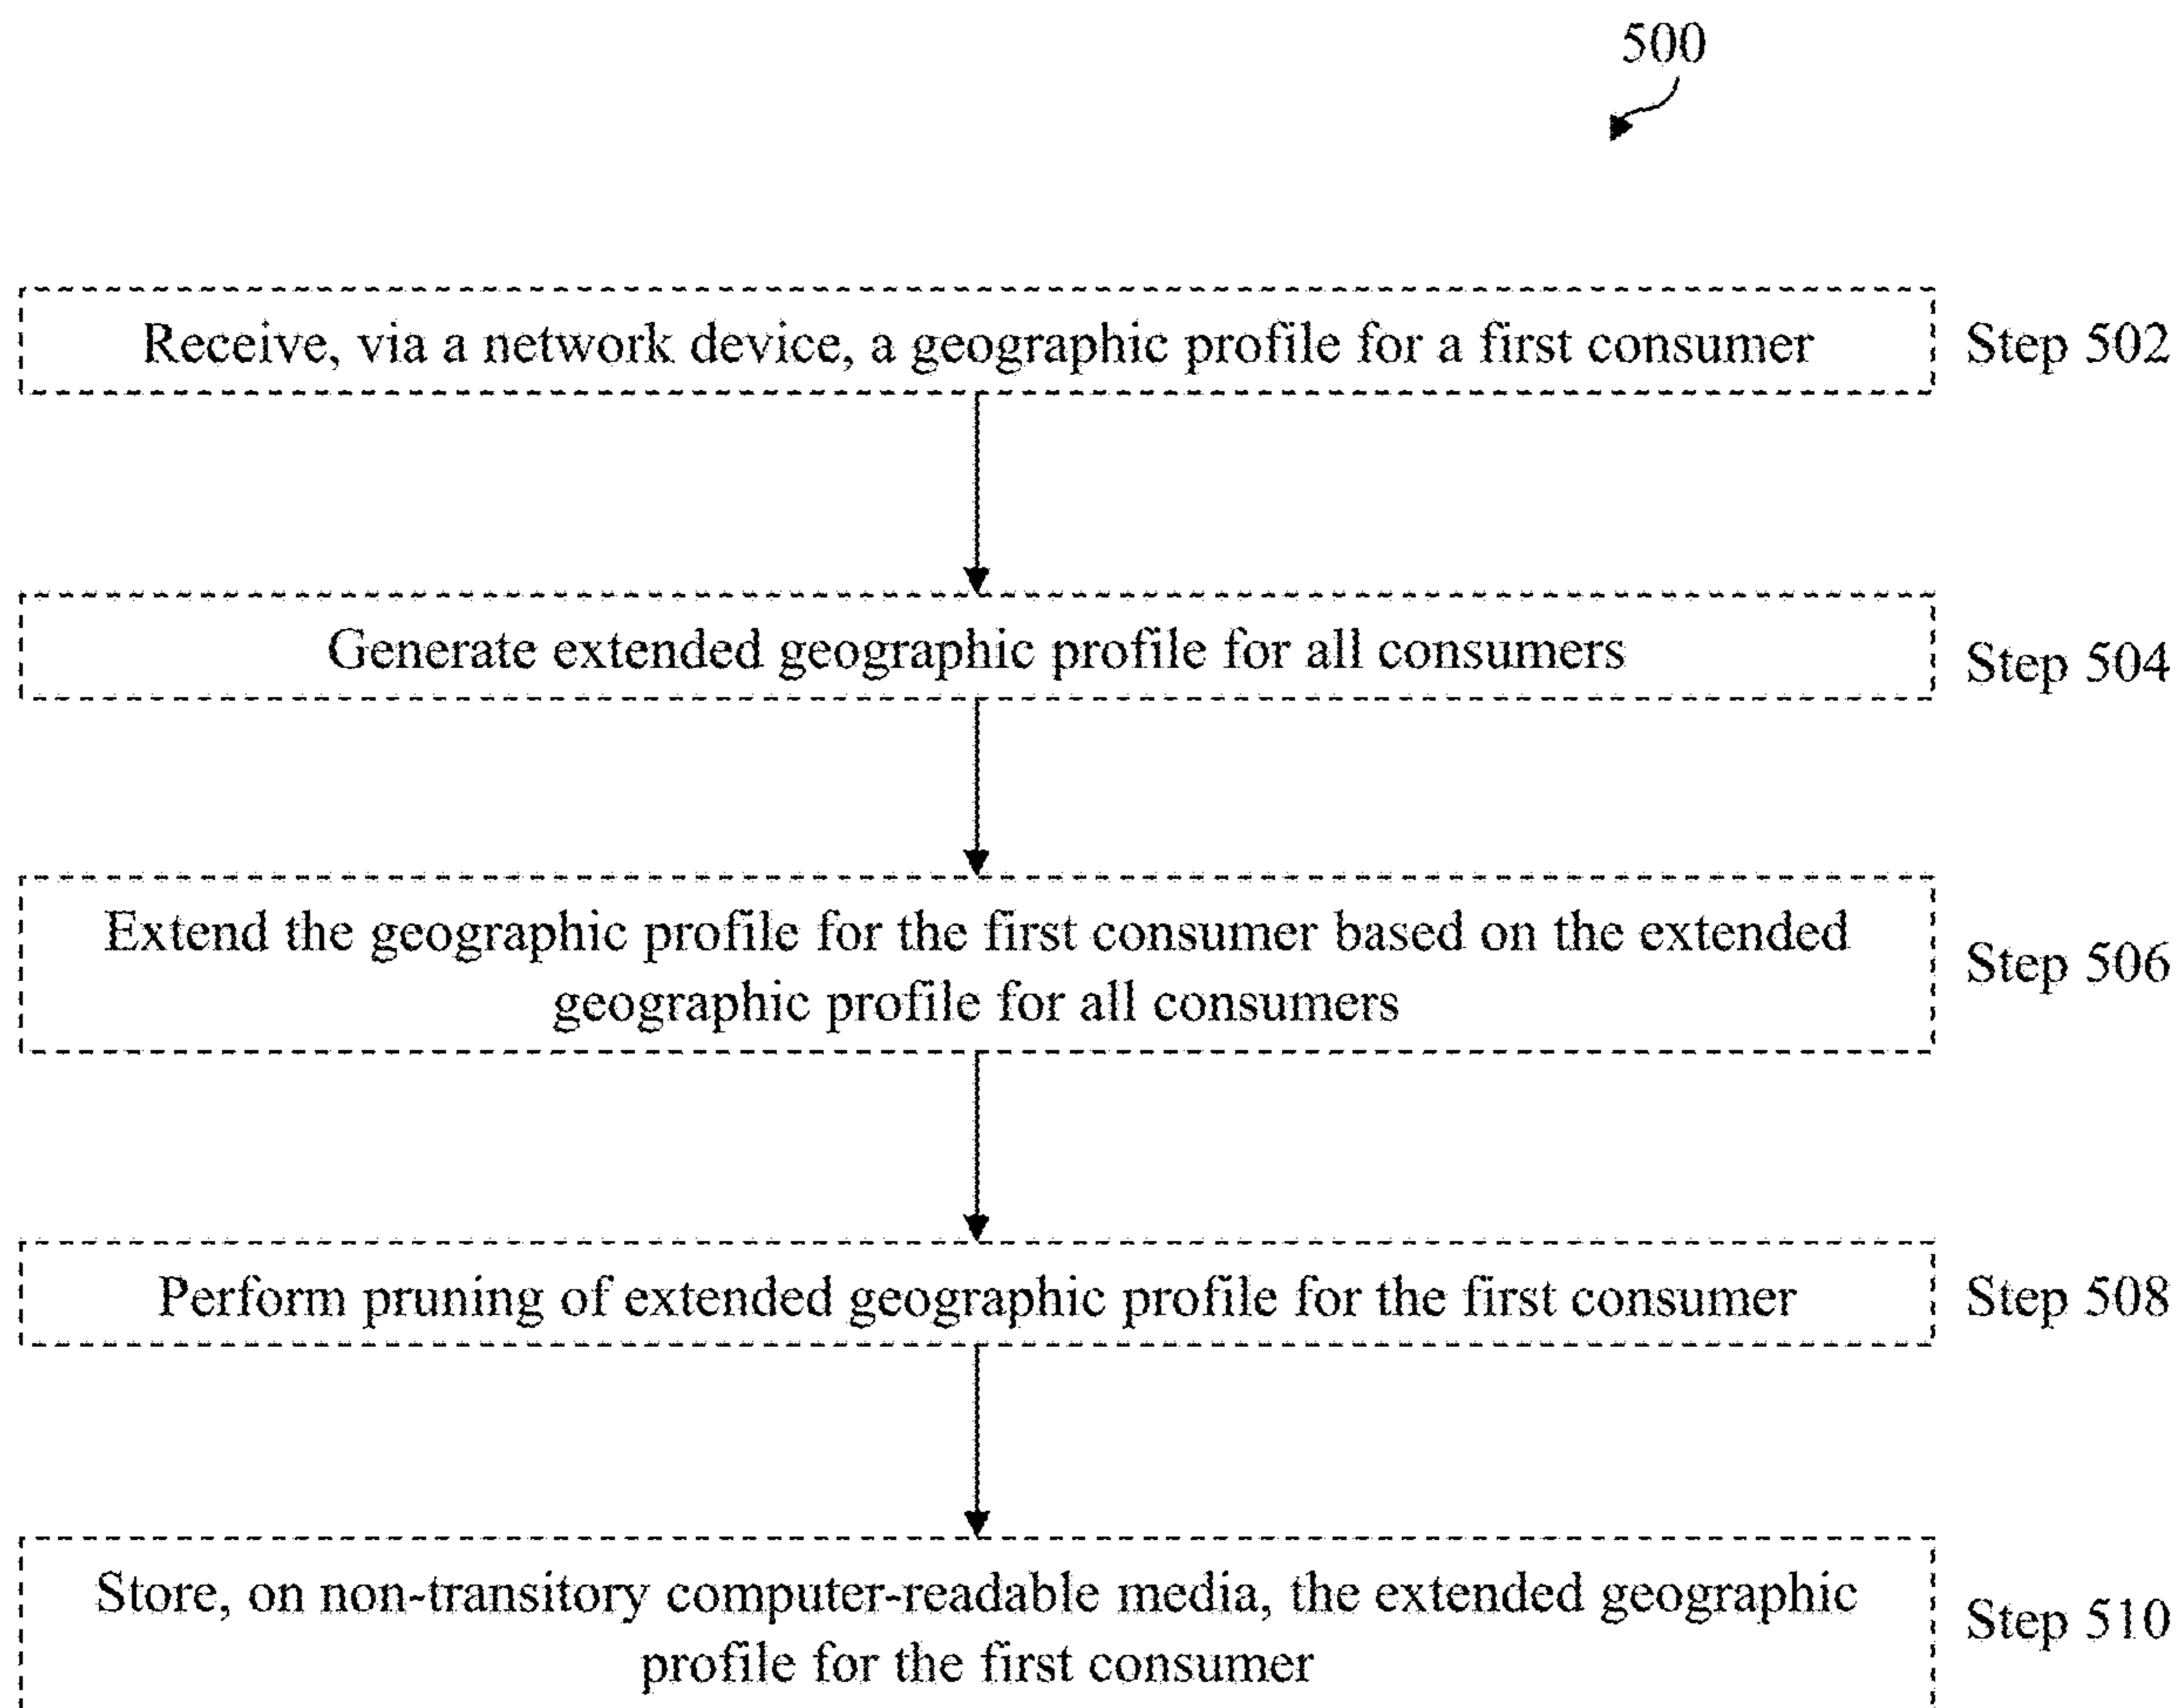 500
Receive, via a network device, a geographic profile for a first consumer
Step 502
Generate extended geographic profile for all consumers
Step 504
Extend the geographic profile for the first consumer based on the extended
geographic profile for all consumers
Step 506
Perform pruning of extended geographic profile for the first consumer
Step 508
Store, on non-transitory computer-readable media, the extended geographic
profile for the first consumer
Step 510